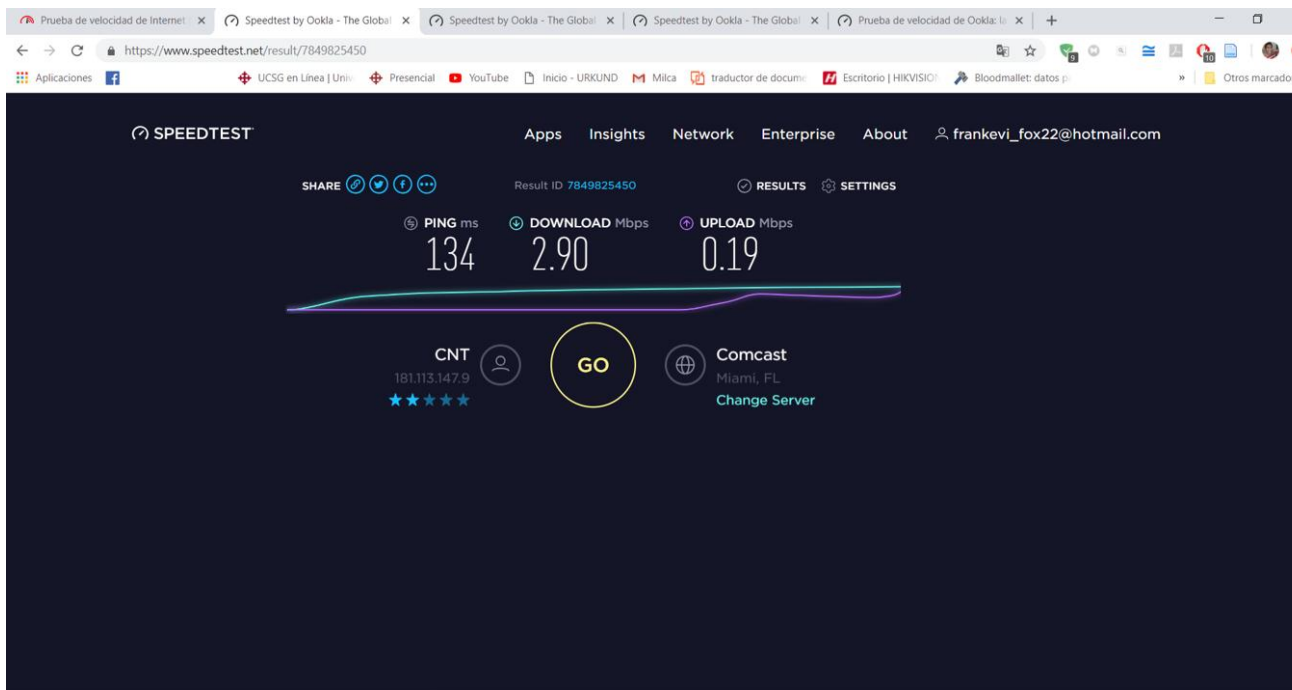 Prueba de velocidad de Internet Speedtest by Ookla - The Global Speedtest by Ookla - The Global Speedtest by Ookla - The Global Prueba de velocidad de Ookla: la
https://www.speedtest.net/result/7849825450
9 10
Aplicaciones UCSG en Línea | Univ Presencial YouTube Inicio - URKUND Milca traductor de docume Escritorio | HIKVISION Bloodmallet: datos p » Otros marcado
SPEEDTEST Apps Insights Network Enterprise About frankevi_fox22@hotmail.com
SHARE Result ID 7849825450 RESULTS SETTINGS
PING ms DOWNLOAD Mbps UPLOAD Mbps
134 2.90 0.19
CNT GO Comcast
181.113.147.9 Miami, FL
Change Server